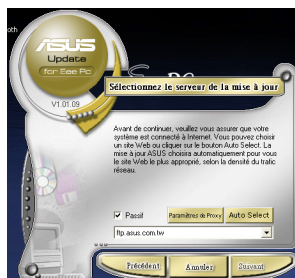 oth
ASUS
Update
for Eee Pc
V1.01.09
Sélectionnez le serveur de la mise à jour
Avant de continuer, veuillez vous assurer que votre
système est connecté à Internet. Vous pouvez choisir
un site Web ou cliquer sur le bouton Auto Select. La
mise à jour ASUS choisira automatiquement pour vous
le site Web le plus approprié, selon la densité du trafic
réseau.
Passif
Paramètres de Proxy
Auto Select
ftp.asus.com.tw
Précédent
Annuler
Suivant